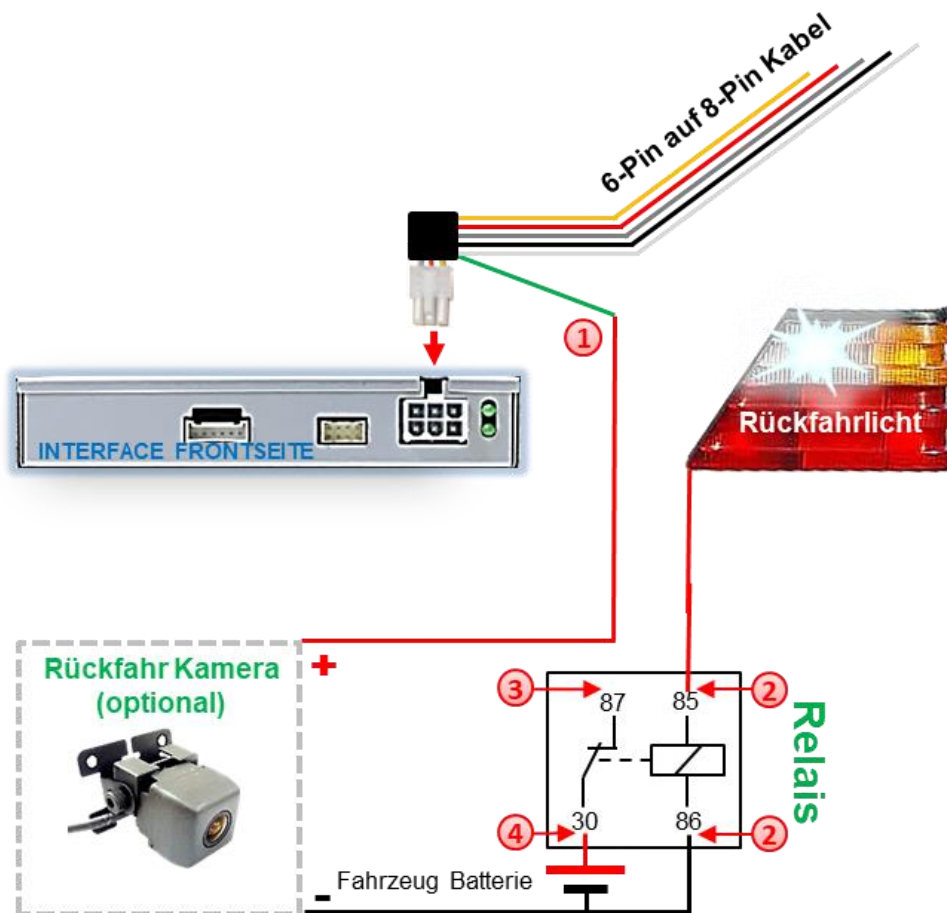 6-Pin auf 8-Pin Kabel
1
INTERFACE FRONTSEITE
Rückfahrlicht
Rückfahr Kamera
(optional)
+
3
87
85
2
Relais
4
30
86
2
- Fahrzeug Batterie